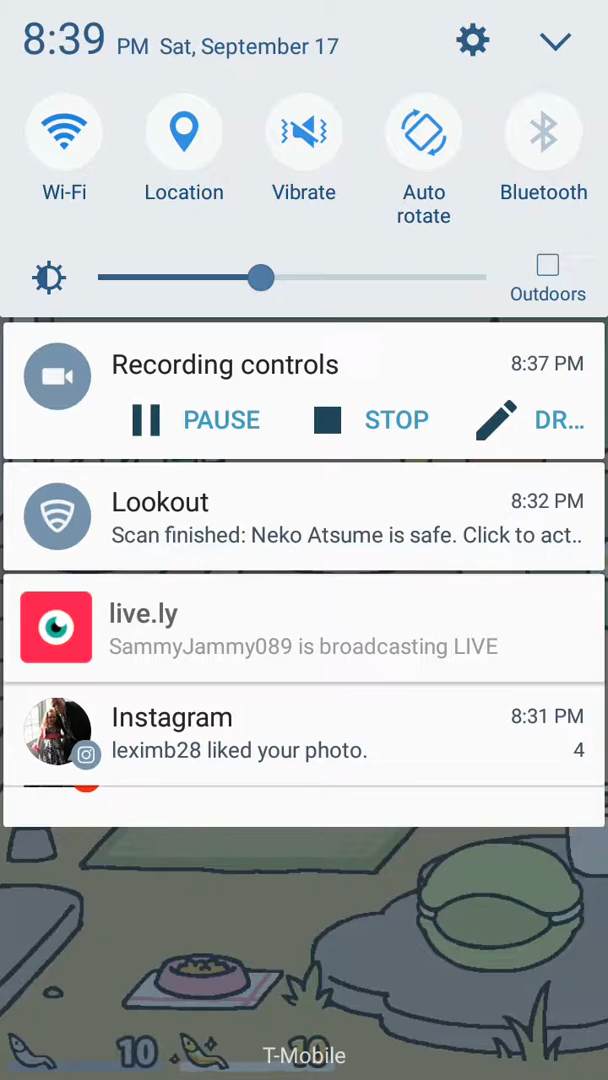 8:39 PM Sat, September 17
Wi-Fi Location Vibrate Auto rotate Bluetooth
Outdoors
Recording controls 8:37 PM
PAUSE STOP DR...
Lookout 8:32 PM
Scan finished: Neko Atsume is safe. Click to act..
live.ly
SammyJammy089 is broadcasting LIVE
Instagram 8:31 PM
leximb28 liked your photo. 4
10 10
T-Mobile